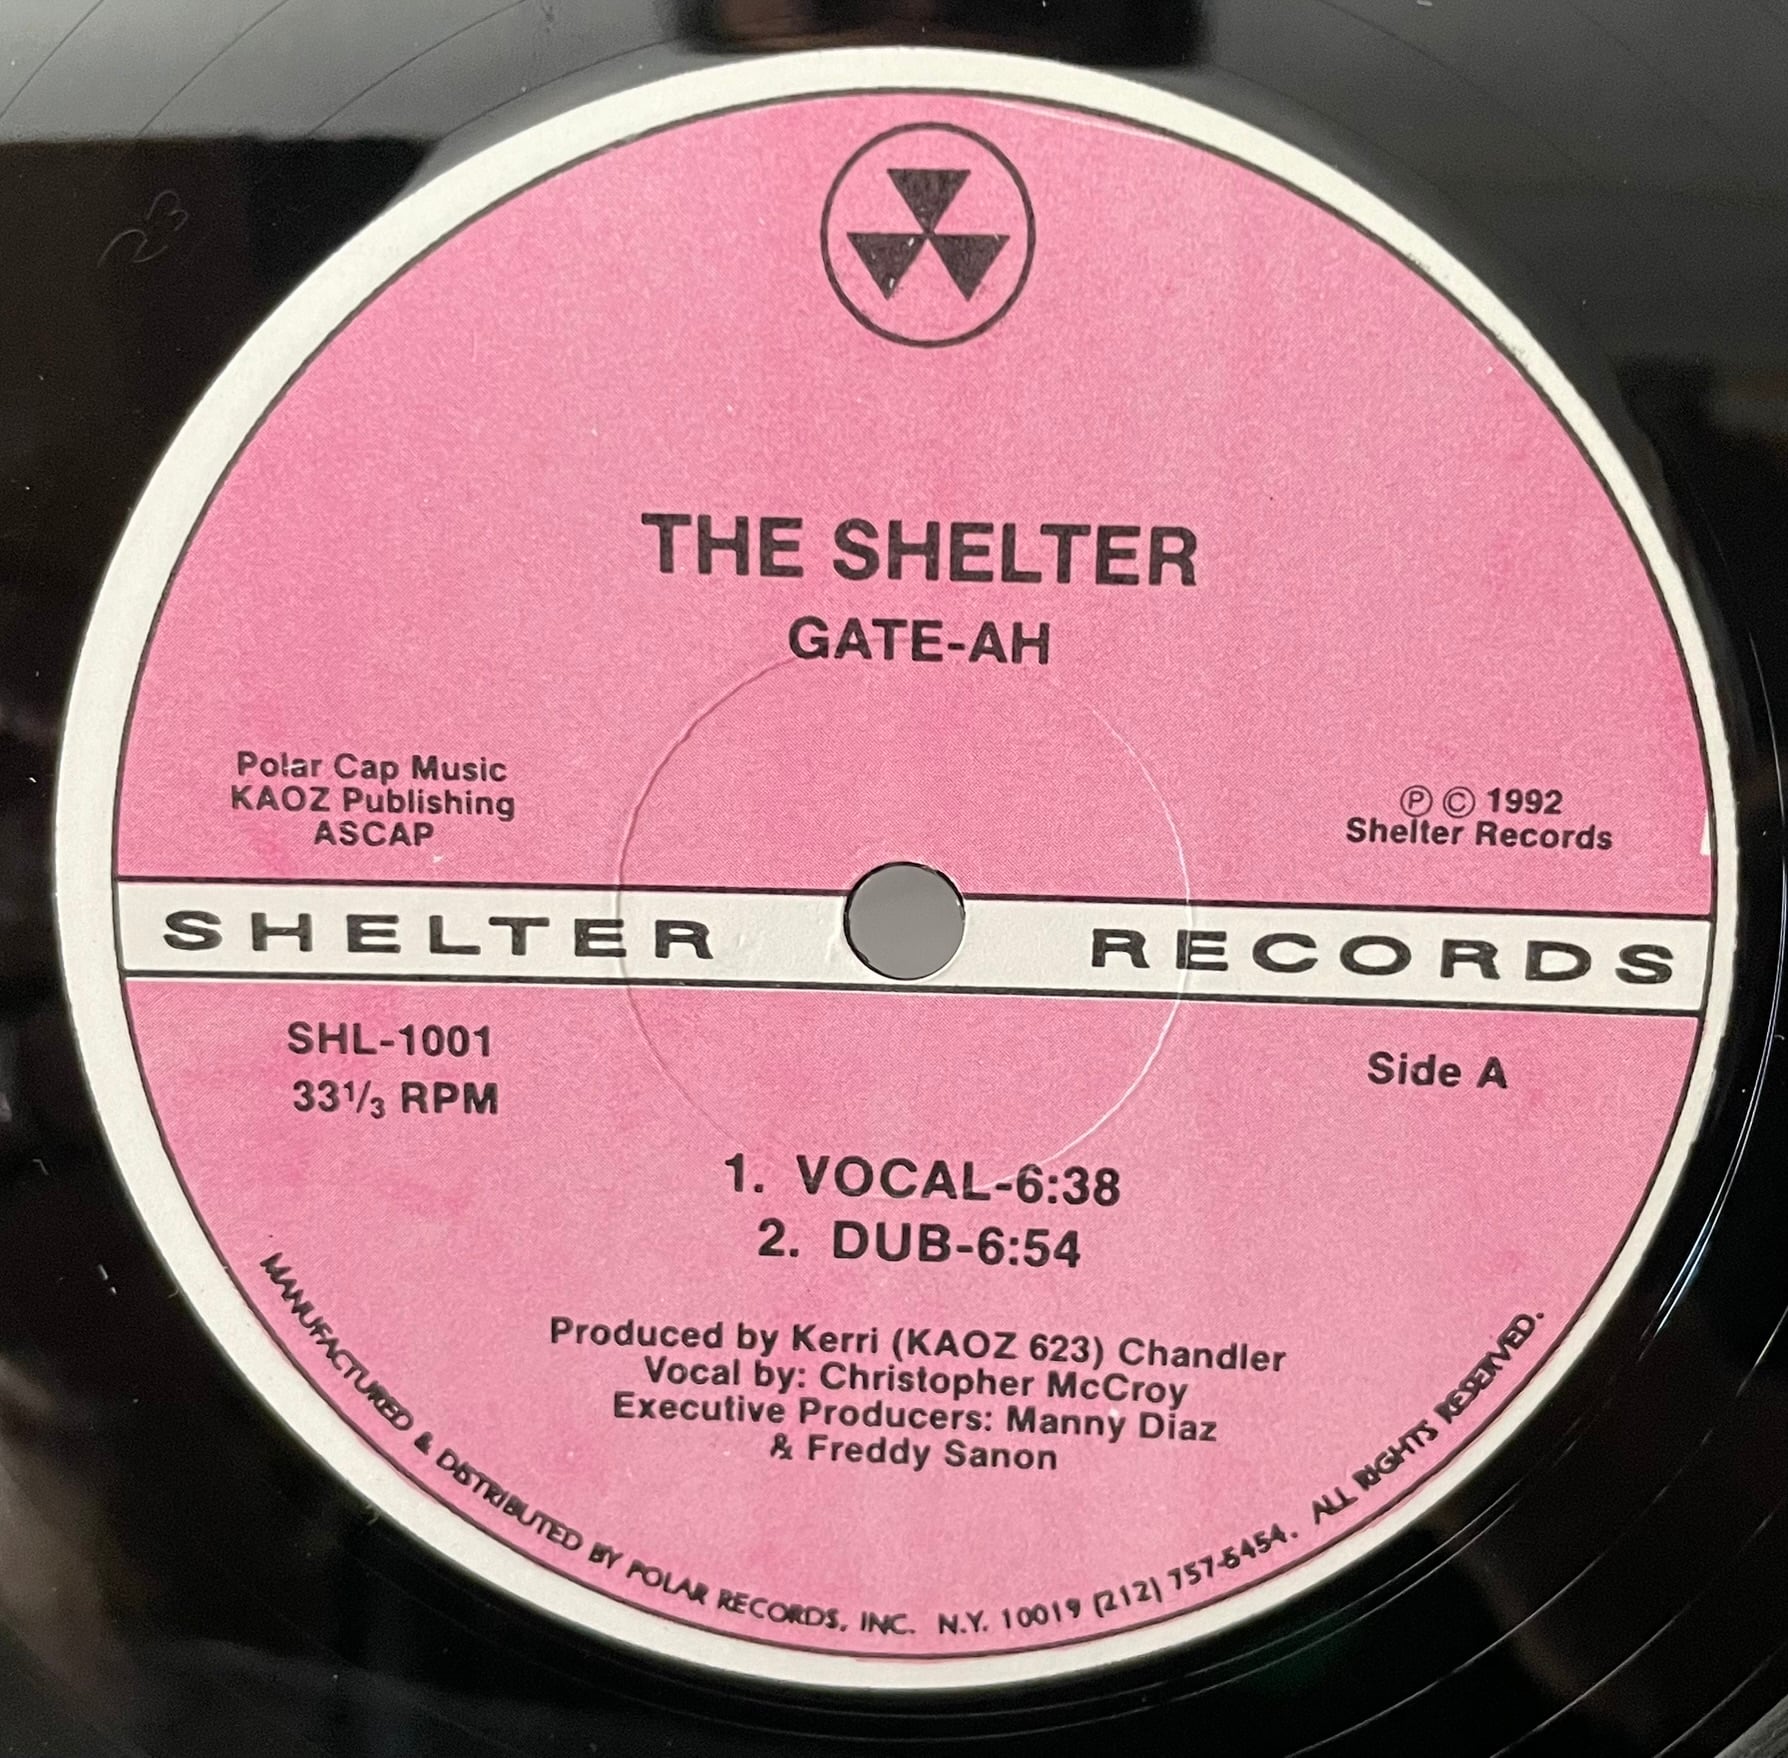 THE SHELTER
GATE-AH
Polar Cap Music
KAOZ Publishing
ASCAP
Ⓟ © 1992
Shelter Records
SHELTER RECORDS
SHL-1001
33⅓ RPM
Side A
1. VOCAL-6:38
2. DUB-6:54
Produced by Kerri (KAOZ 623) Chandler
Vocal by: Christopher McCroy
Executive Producers: Manny Diaz
& Freddy Sanon
MANUFACTURED & DISTRIBUTED BY POLAR RECORDS, INC. N.Y. 10019 (212) 757-5454. ALL RIGHTS RESERVED.